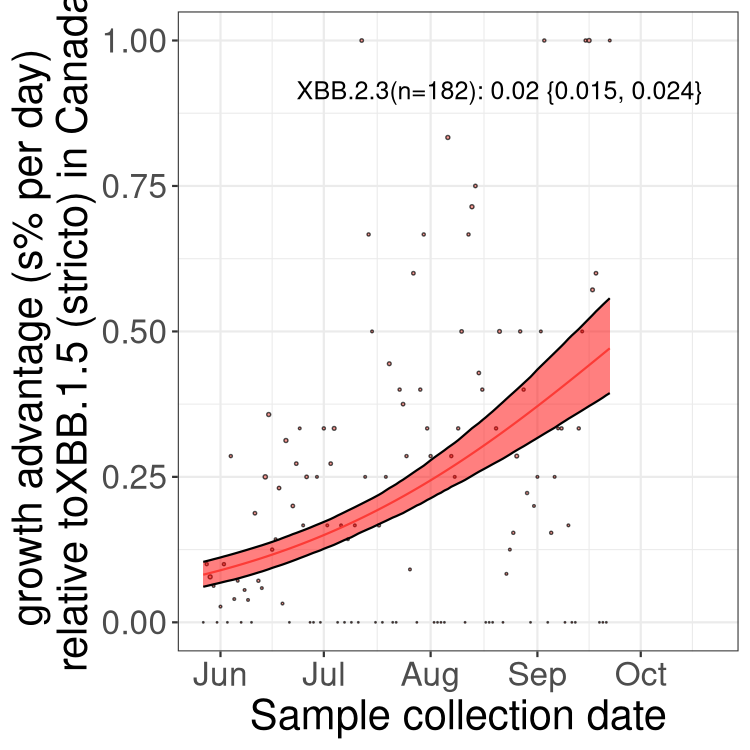 growth advantage (s% per day)
relative toXBB.1.5 (stricto) in Canada
1.00
0.75
0.50
0.25
0.00
XBB.2.3(n=182): 0.02 {0.015, 0.024}
Jun Jul Aug Sep Oct
Sample collection date